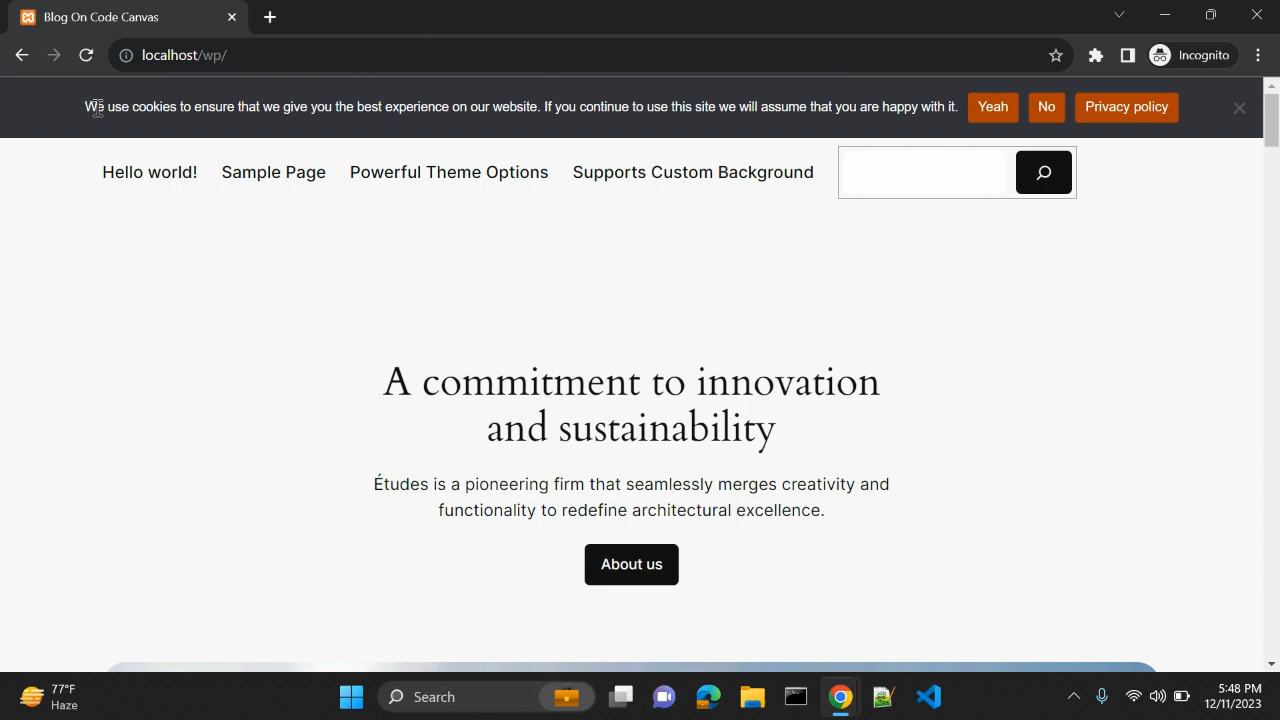 Blog On Code Canvas
localhost/wp/
Incognito
We use cookies to ensure that we give you the best experience on our website. If you continue to use this site we will assume that you are happy with it. Yeah No Privacy policy
Hello world! Sample Page Powerful Theme Options Supports Custom Background
A commitment to innovation
and sustainability
Études is a pioneering firm that seamlessly merges creativity and
functionality to redefine architectural excellence.
About us
77°F
Haze
Search
5:48 PM
12/11/2023